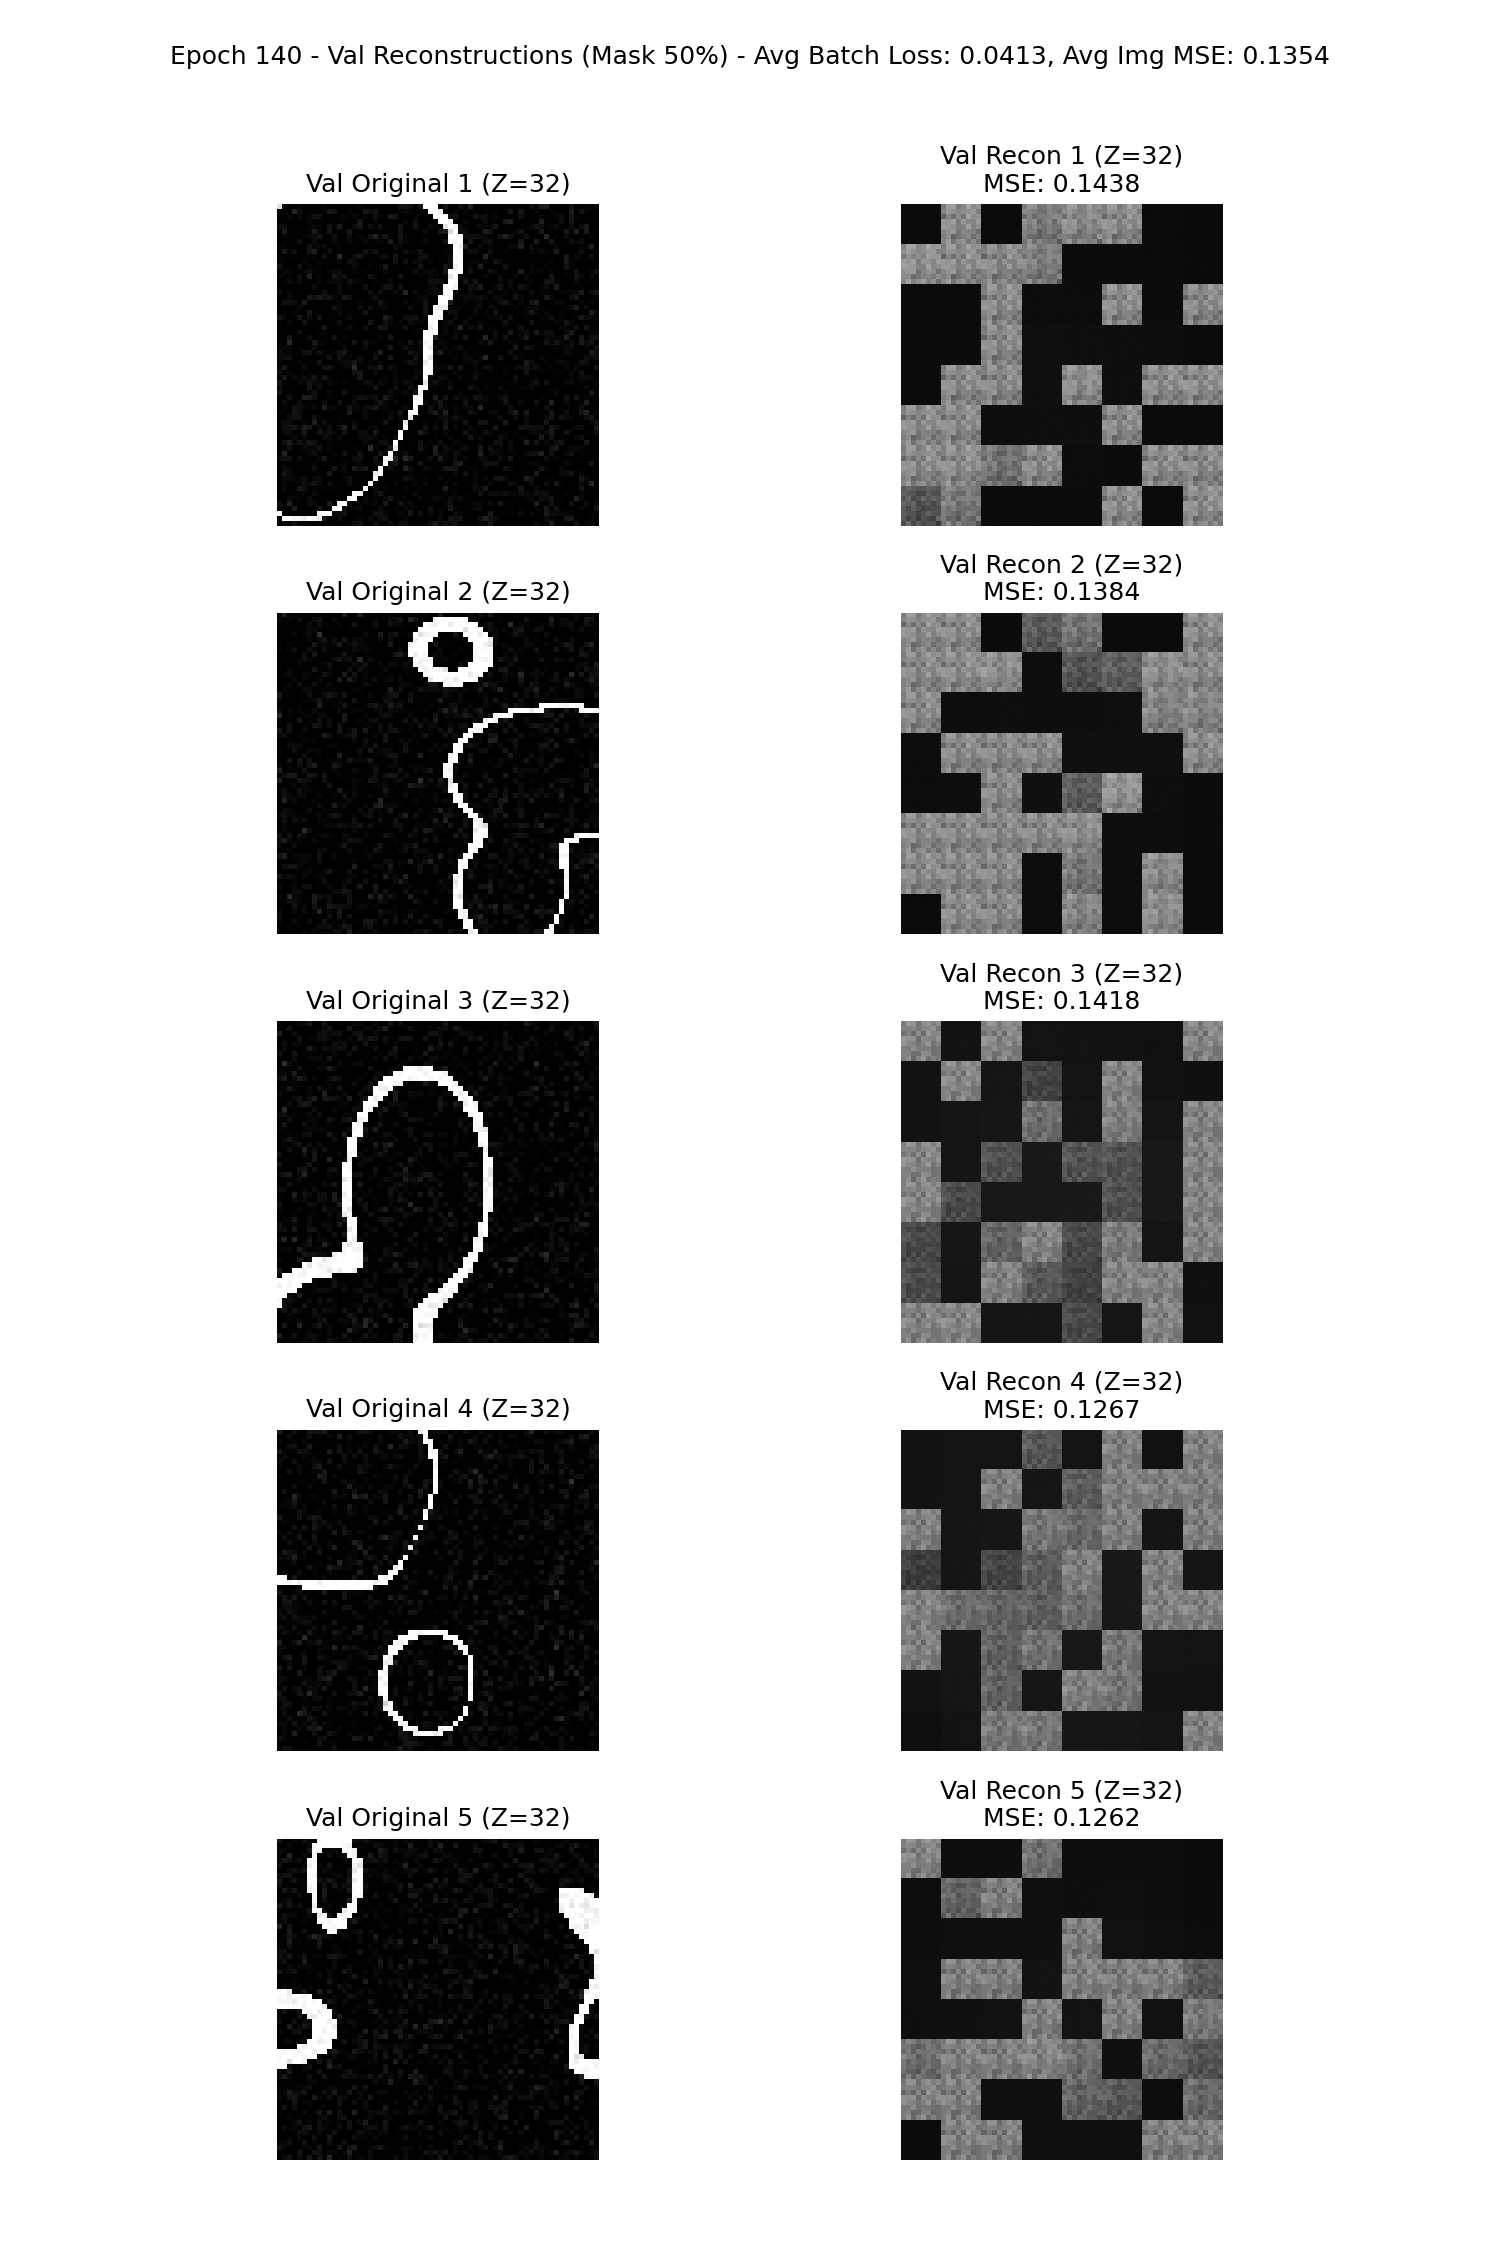 Epoch 140 - Val Reconstructions (Mask 50%) - Avg Batch Loss: 0.0413, Avg Img MSE: 0.1354
Val Original 1 (Z=32)
Val Recon 1 (Z=32)
MSE: 0.1438
Val Original 2 (Z=32)
Val Recon 2 (Z=32)
MSE: 0.1384
Val Original 3 (Z=32)
Val Recon 3 (Z=32)
MSE: 0.1418
Val Original 4 (Z=32)
Val Recon 4 (Z=32)
MSE: 0.1267
Val Original 5 (Z=32)
Val Recon 5 (Z=32)
MSE: 0.1262